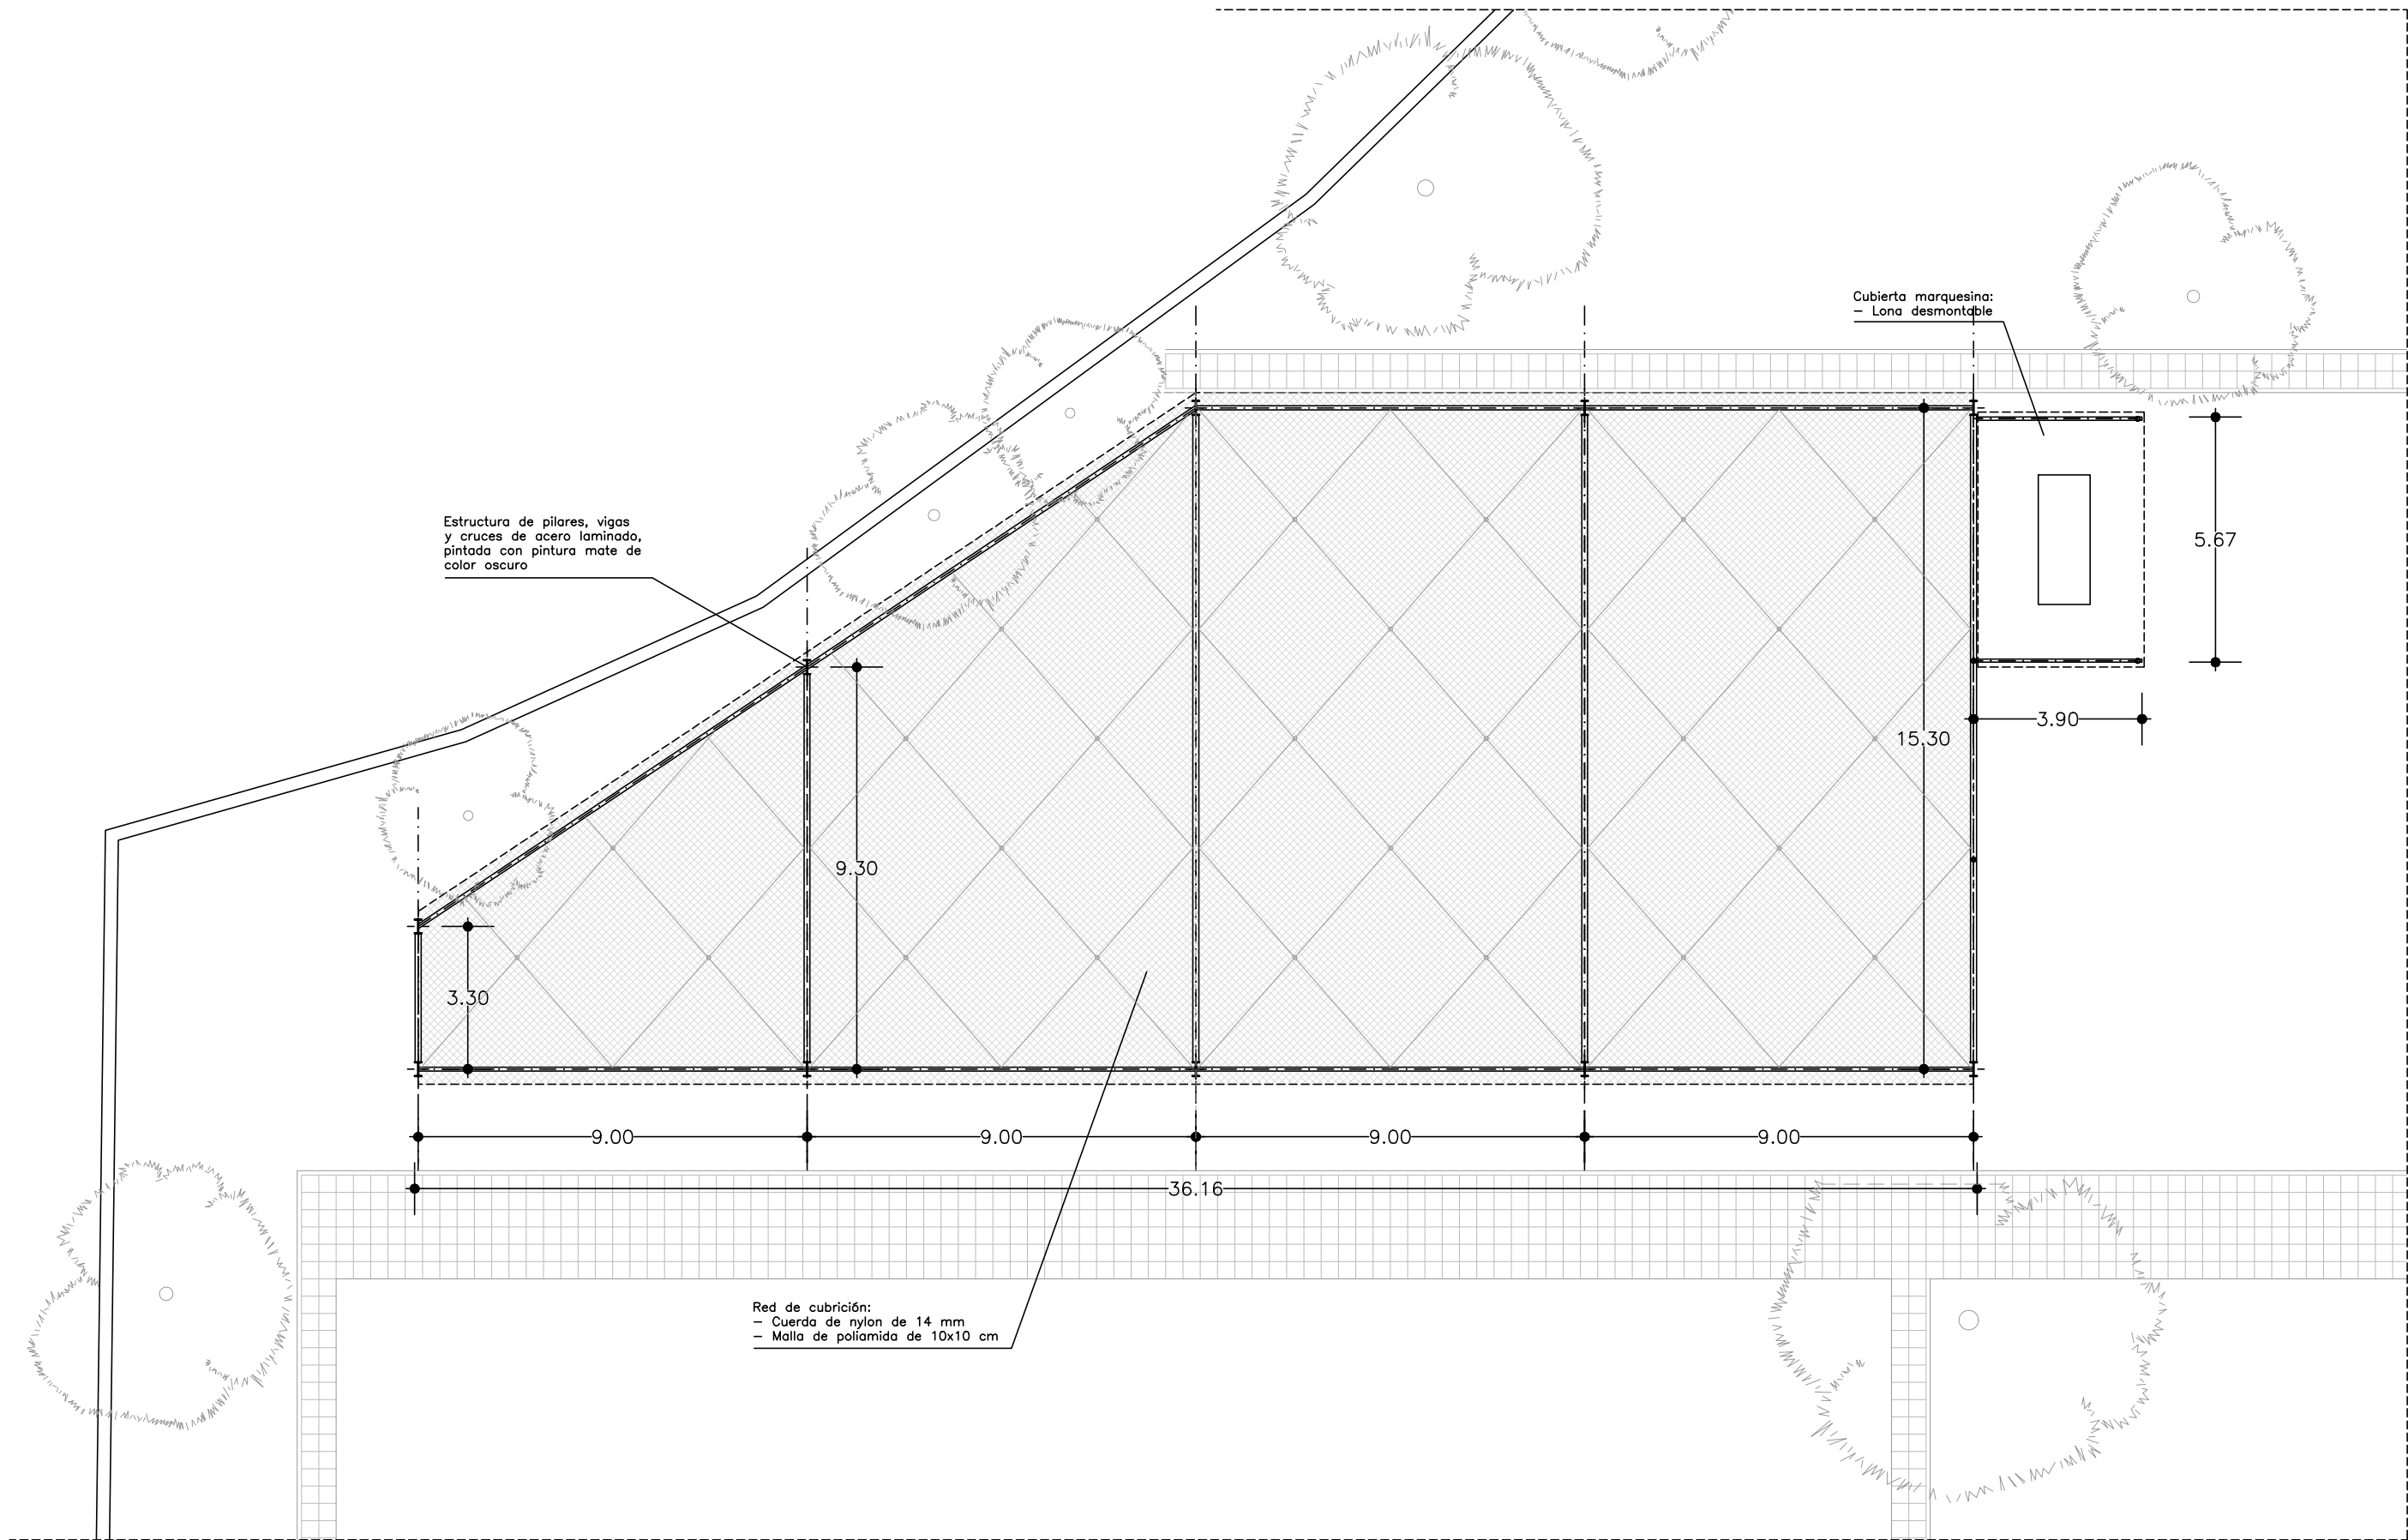 Cubierta marquesina:
– Lona desmontable
Estructura de pilares, vigas
y cruces de acero laminado,
pintada con pintura mate de
color oscuro
5.67
3.90
15.30
9.30
3.30
9.00
9.00
9.00
9.00
36.16
Red de cubrición:
– Cuerda de nylon de 14 mm
– Malla de poliamida de 10x10 cm